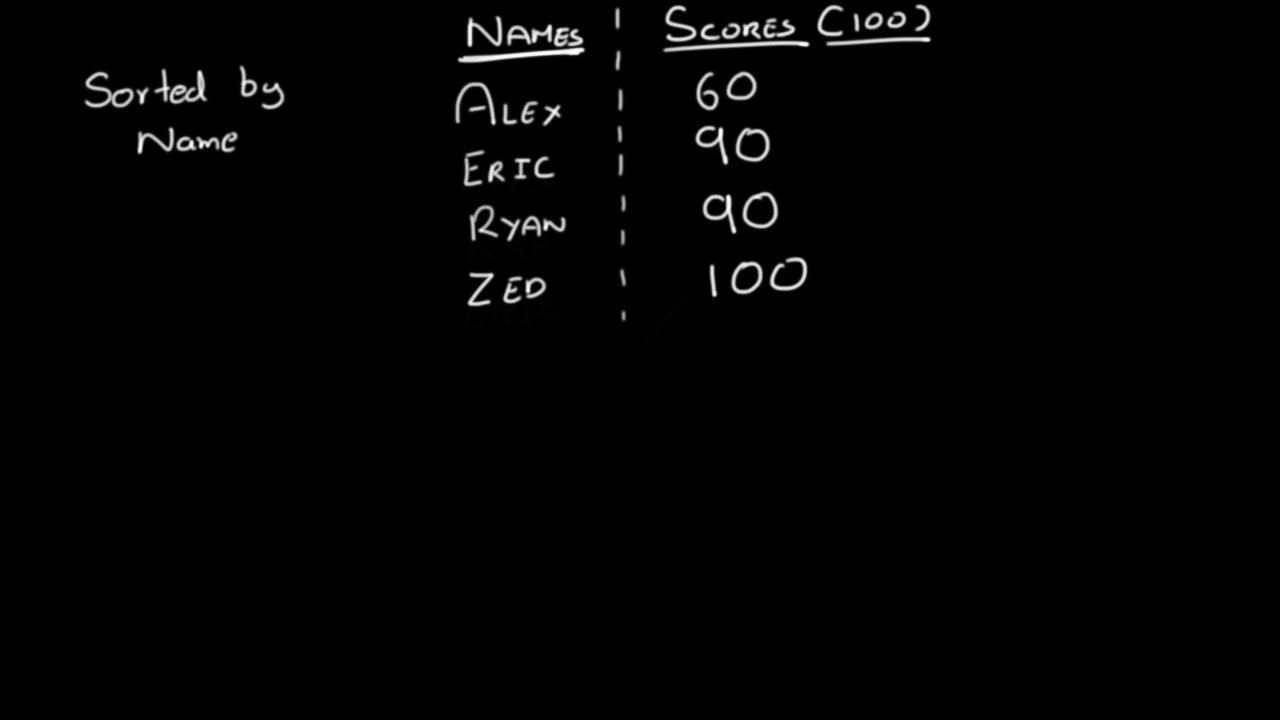 NAMES SCORES (100)
Sorted by
Name
ALEX 60
ERIC 90
RYAN 90
ZED 100